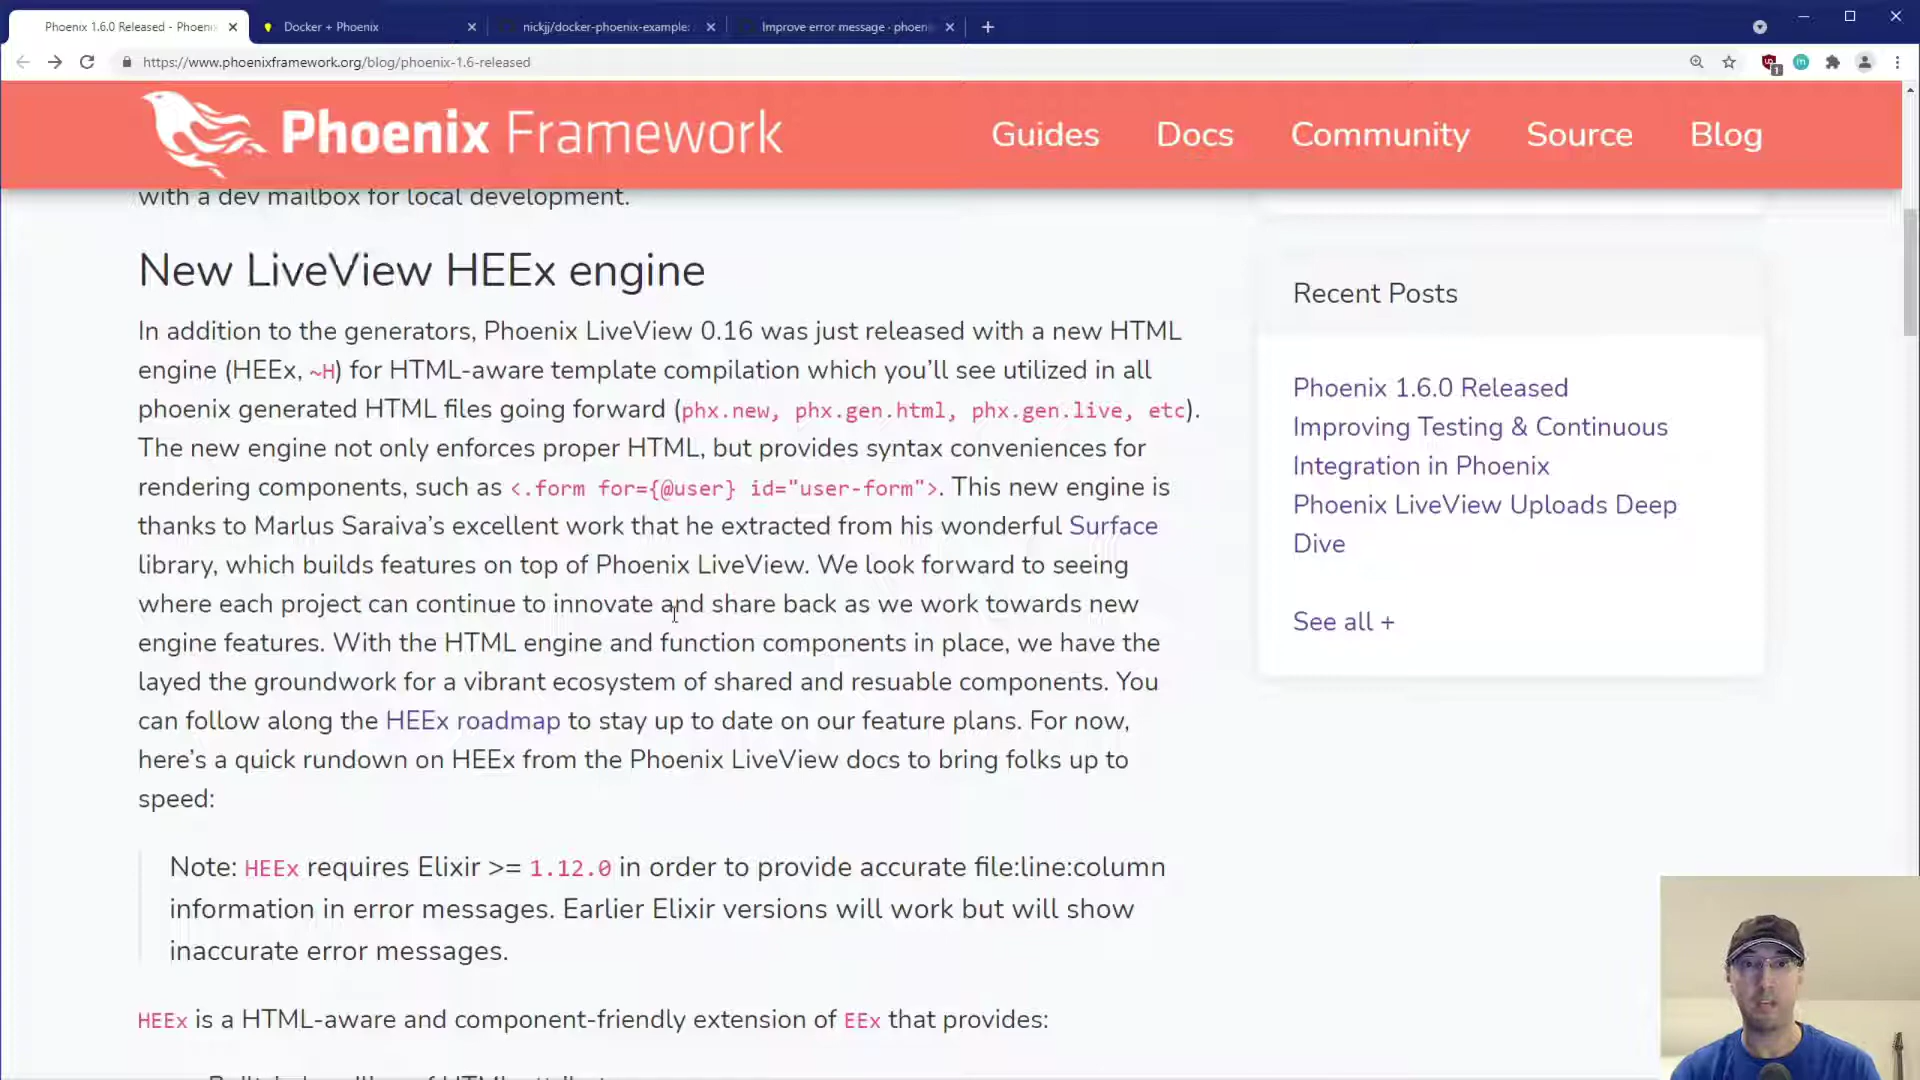 Phoenix 1.6.0 Released - Phoeni
Docker + Phoenix
nickjj/docker-phoenix-example:
Improve error message · phoen
https://www.phoenixframework.org/blog/phoenix-1.6-released
Phoenix Framework
Guides
Docs
Community
Source
Blog
with a dev mailbox for local development.
New LiveView HEEx engine
In addition to the generators, Phoenix LiveView 0.16 was just released with a new HTML
engine (HEEx, ~H) for HTML-aware template compilation which you’ll see utilized in all
phoenix generated HTML files going forward (phx.new, phx.gen.html, phx.gen.live, etc).
The new engine not only enforces proper HTML, but provides syntax conveniences for
rendering components, such as <.form for={@user} id="user-form">. This new engine is
thanks to Marlus Saraiva’s excellent work that he extracted from his wonderful Surface
library, which builds features on top of Phoenix LiveView. We look forward to seeing
where each project can continue to innovate and share back as we work towards new
engine features. With the HTML engine and function components in place, we have the
layed the groundwork for a vibrant ecosystem of shared and resuable components. You
can follow along the HEEx roadmap to stay up to date on our feature plans. For now,
here’s a quick rundown on HEEx from the Phoenix LiveView docs to bring folks up to
speed:
Note: HEEx requires Elixir >= 1.12.0 in order to provide accurate file:line:column
information in error messages. Earlier Elixir versions will work but will show
inaccurate error messages.
HEEx is a HTML-aware and component-friendly extension of EEx that provides:
Recent Posts
Phoenix 1.6.0 Released
Improving Testing & Continuous
Integration in Phoenix
Phoenix LiveView Uploads Deep
Dive
See all +